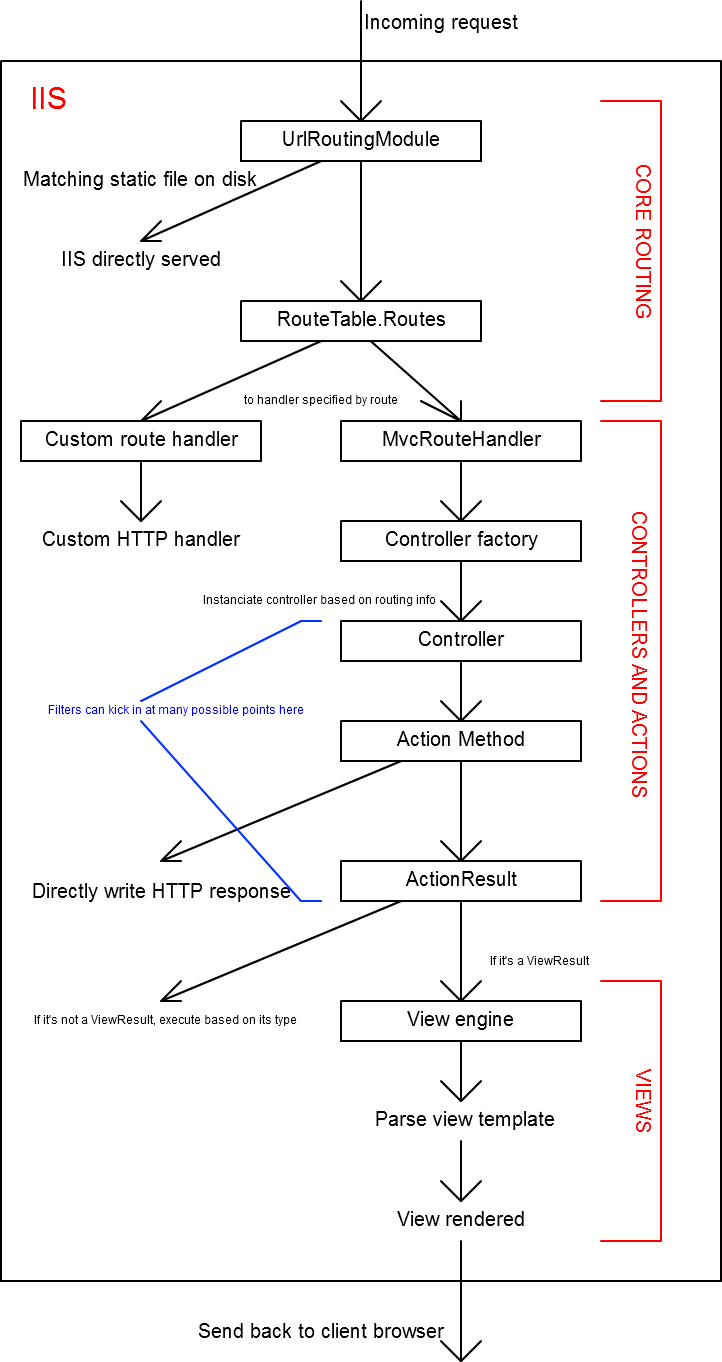 Incoming request
IIS
UrlRoutingModule
Matching static file on disk
IIS directly served
CORE ROUTING
RouteTable.Routes
to handler specified by route
Custom route handler
MvcRouteHandler
Custom HTTP handler
Controller factory
CONTROLLERS AND ACTIONS
Instanciate controller based on routing info
Controller
Filters can kick in at many possible points here
Action Method
Directly write HTTP response
ActionResult
If it's a ViewResult
If it's not a ViewResult, execute based on its type
View engine
VIEWS
Parse view template
View rendered
Send back to client browser